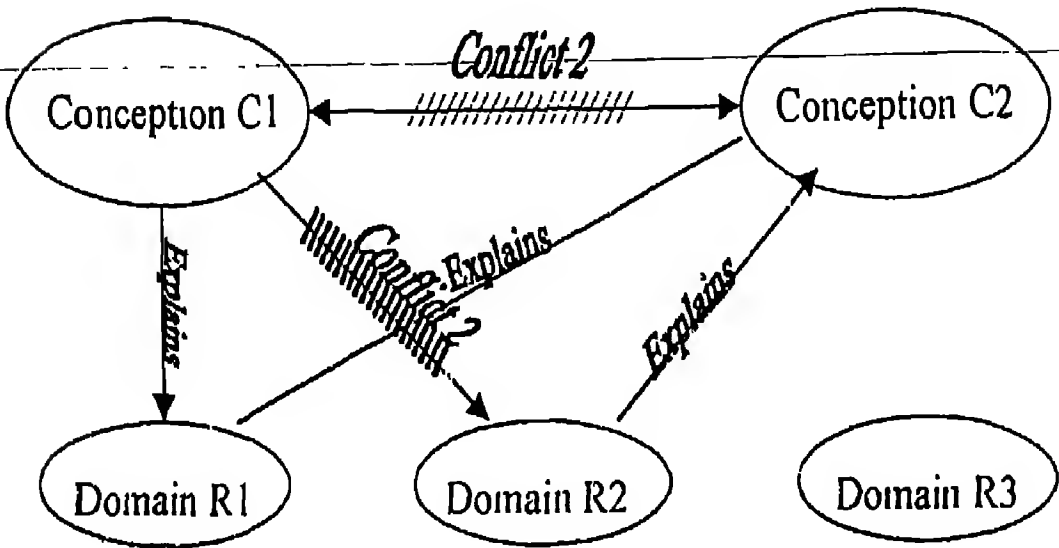 Conflict-2
Conception C1
Conception C2
Explains
Conflict-2
Explains
Explains
Domain R1
Domain R2
Domain R3